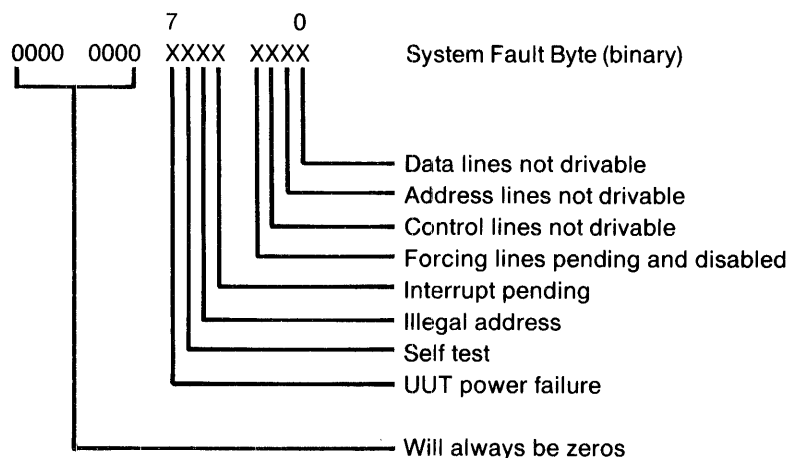 7 0
0000 0000 XXXX XXXX System Fault Byte (binary)
Data lines not drivable
Address lines not drivable
Control lines not drivable
Forcing lines pending and disabled
Interrupt pending
Illegal address
Self test
UUT power failure
Will always be zeros